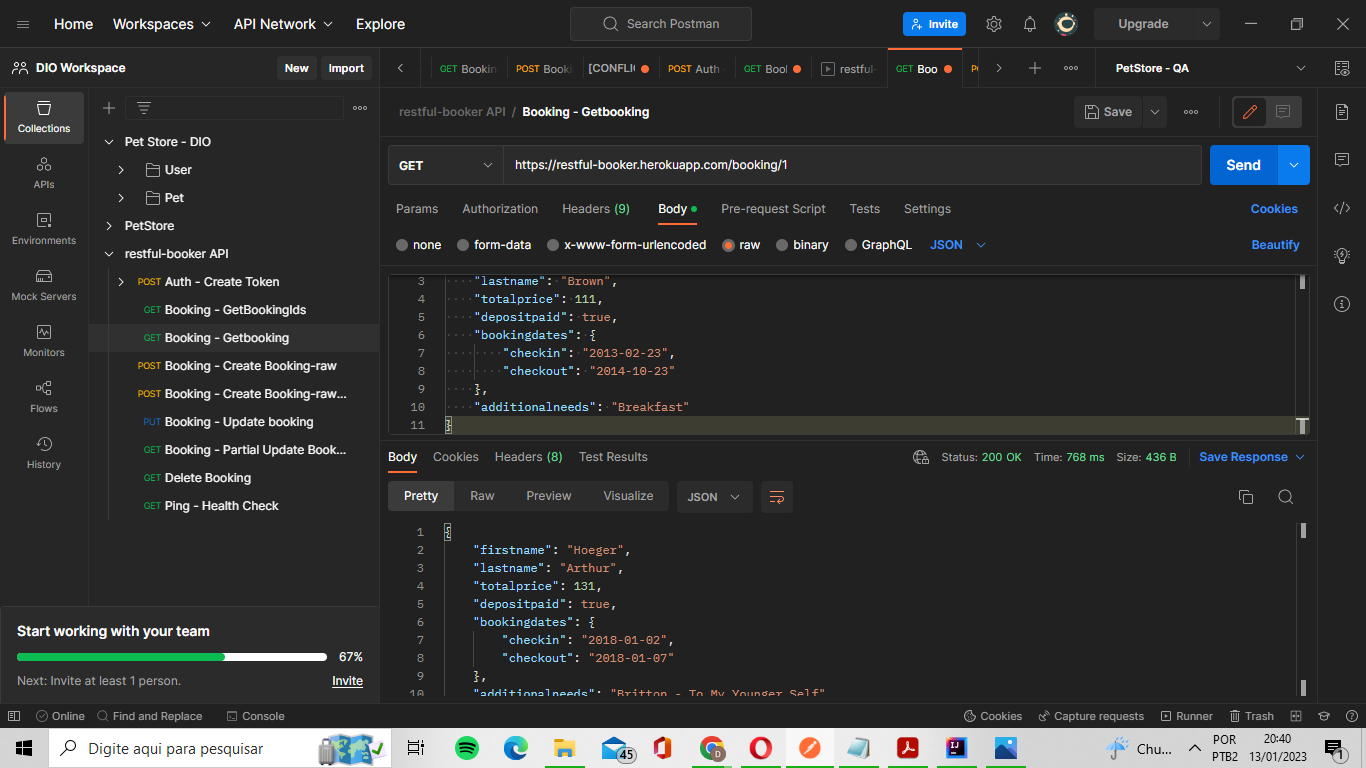 Home Workspaces API Network Explore Search Postman Invite Upgrade
DIO Workspace New Import
GET Bookin POST Booki [CONFLI POST Auth GET Bool restful- GET Boo PetStore - QA
Collections
APIs
Environments
Mock Servers
Monitors
Flows
History
Pet Store - DIO
User
Pet
PetStore
restful-booker API
POST Auth - Create Token
GET Booking - GetBookingIds
GET Booking - Getbooking
POST Booking - Create Booking-raw
POST Booking - Create Booking-raw...
PUT Booking - Update booking
GET Booking - Partial Update Book...
GET Delete Booking
GET Ping - Health Check
Start working with your team
67%
Next: Invite at least 1 person. Invite
restful-booker API / Booking - Getbooking Save
GET https://restful-booker.herokuapp.com/booking/1 Send
Params Authorization Headers (9) Body Pre-request Script Tests Settings Cookies
none form-data x-www-form-urlencoded raw binary GraphQL JSON Beautify
3 "lastname": "Brown",
4 "totalprice": 111,
5 "depositpaid": true,
6 "bookingdates": {
7 "checkin": "2013-02-23",
8 "checkout": "2014-10-23"
9 },
10 "additionalneeds": "Breakfast"
11 }
Body Cookies Headers (8) Test Results Status: 200 OK Time: 768 ms Size: 436 B Save Response
Pretty Raw Preview Visualize JSON
1 {
2 "firstname": "Hoeger",
3 "lastname": "Arthur",
4 "totalprice": 131,
5 "depositpaid": true,
6 "bookingdates": {
7 "checkin": "2018-01-02",
8 "checkout": "2018-01-07"
9 },
10 "additionalneeds": "Britton - To My Younger Self"
Online Find and Replace Console Cookies Capture requests Runner Trash
Digite aqui para pesquisar 45 Chu... POR 20:40
PTB2 13/01/2023 1